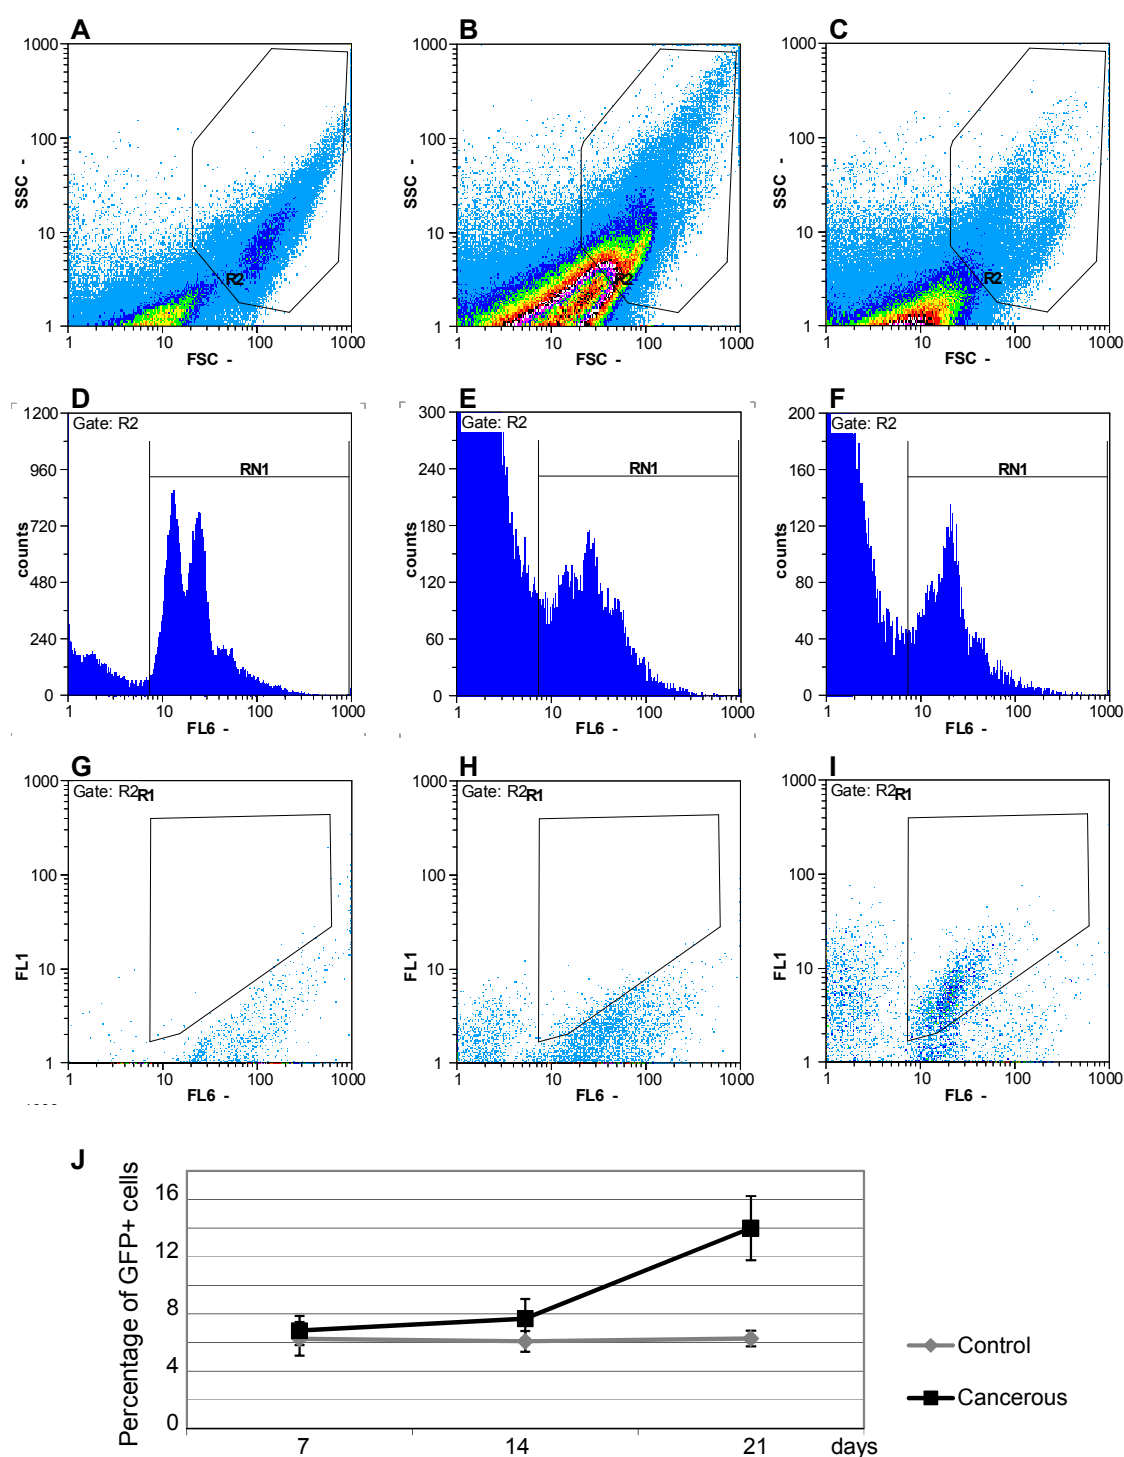 A
B
C
1000
100
10
1
SSC -
R2
1 10 100 1000
FSC -
1000
100
10
1
SSC -
R2
1 10 100 1000
FSC -
1000
100
10
1
SSC -
R2
1 10 100 1000
FSC -
D
E
F
1200
960
720
480
240
0
counts
Gate: R2
RN1
1 10 100 1000
FL6 -
300
240
180
120
60
0
counts
Gate: R2
RN1
1 10 100 1000
FL6 -
200
160
120
80
40
0
counts
Gate: R2
RN1
1 10 100 1000
FL6 -
G
H
I
1000
100
10
1
FL1
Gate: R2
R1
1 10 100 1000
FL6 -
1000
100
10
1
FL1
Gate: R2
R1
1 10 100 1000
FL6 -
1000
100
10
1
FL1
Gate: R2
R1
1 10 100 1000
FL6 -
J
Percentage of GFP+ cells
16
12
8
4
0
7 14 21 days
Control
Cancerous